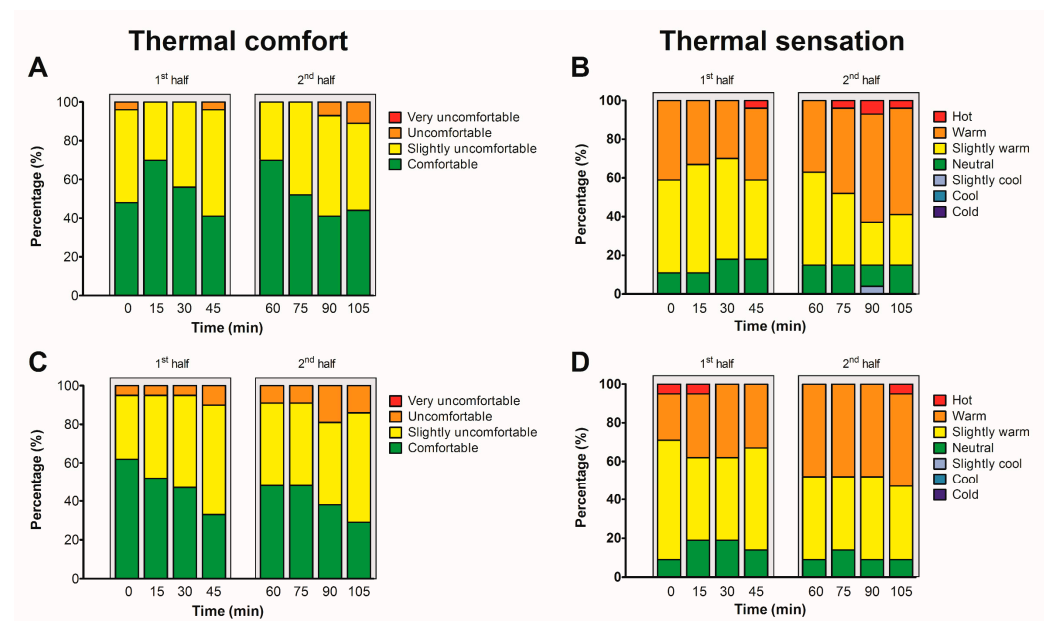 Thermal comfort
Thermal sensation
A
1st half
2nd half
100
80
60
40
20
0
Percentage (%)
0 15 30 45 60 75 90 105
Time (min)
Very uncomfortable
Uncomfortable
Slightly uncomfortable
Comfortable
B
1st half
2nd half
100
80
60
40
20
0
Percentage (%)
0 15 30 45 60 75 90 105
Time (min)
Hot
Warm
Slightly warm
Neutral
Slightly cool
Cool
Cold
C
1st half
2nd half
100
80
60
40
20
0
Percentage (%)
0 15 30 45 60 75 90 105
Time (min)
Very uncomfortable
Uncomfortable
Slightly uncomfortable
Comfortable
D
1st half
2nd half
100
80
60
40
20
0
Percentage (%)
0 15 30 45 60 75 90 105
Time (min)
Hot
Warm
Slightly warm
Neutral
Slightly cool
Cool
Cold